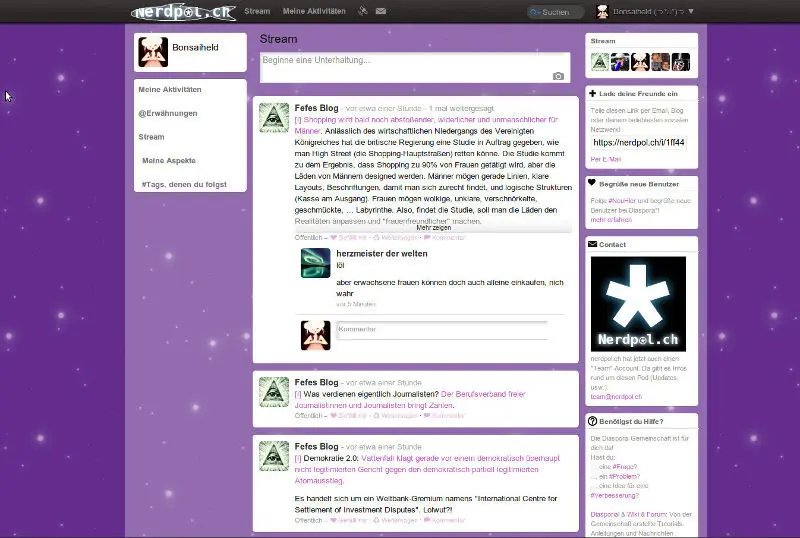 Nerdpol.ch
Stream
Meine Aktivitäten
Suchen
Bonsaiheld
Bonsaiheld
Meine Aktivitäten
@Erwähnungen
Stream
Meine Aspekte
#Tags, denen du folgst
Stream
Beginne eine Unterhaltung...
Fefes Blog - vor etwa einer Stunde - 1 mal weitergesagt
[l] Shopping wird bald noch abstoßender, widerlicher und unmenschlicher für
Männer. Anlässlich des wirtschaftlichen Niedergangs des Vereinigten
Königreiches hat die britische Regierung eine Studie in Auftrag gegeben, wie
man High Street (die Shopping-Hauptstraßen) retten könne. Die Studie kommt
zu dem Ergebnis, dass Shopping zu 90% von Frauen getätigt wird, aber die
Läden von Männern designed werden. Männer mögen gerade Linien, klare
Layouts, Beschriftungen, damit man sich zurecht findet, und logische Strukturen
(Kasse am Ausgang). Frauen mögen wolkige, unklare, verschnörkelte,
geschmückte, ... Labyrinthe. Also, findet die Studie, soll man die Läden den
Realitäten anpassen und "frauenfreundlicher" machen.
Mehr zeigen
Öffentlich – Gefällt mir · Weitersagen · Kommentar
herzmeister der welten
löl
aber erwachsene frauen können doch auch alleine einkaufen, nich
wahr
vor 5 Minuten
Kommentar
Fefes Blog - vor etwa einer Stunde
[l] Was verdienen eigentlich Journalisten? Der Berufsverband freier
Journalistinnen und Journalisten bringt Zahlen.
Öffentlich – Gefällt mir · Weitersagen · Kommentar
Fefes Blog - vor etwa einer Stunde
[l] Demokratie 2.0: Vattenfall klagt gerade vor einem demokratisch überhaupt
nicht legitimierten Gericht gegen den demokratisch partiell legitimierten
Atomausstieg.
Es handelt sich um ein Weltbank-Gremium namens "International Centre for
Settlement of Investment Disputes". Lolwut?!
Öffentlich – Gefällt mir · Weitersagen · Kommentar
Stream
Lade deine Freunde ein
Teile diesen Link per Email, Blog
oder deinem beliebtesten sozialen
Netzwerk!
https://nerdpol.ch/i/1ff44
Per E-Mail
Begrüße neue Benutzer
Folge #NeuHier und begrüße neue
Benutzer bei Diaspora*!
mehr erfahren
Contact
Nerdpol.ch
nerdpol.ch hat jetzt auch einen
"Team"-Account. Da gibt es Infos
rund um diesen Pod (Updates,
usw.):
team@nerdpol.ch
Benötigst du Hilfe?
Die Diaspora-Gemeinschaft ist für
dich da!
Hast du:
... eine #Frage?
... ein #Problem?
... eine Idee für eine
#Verbesserung?
Diasporial & Wiki & Forum: Von der
Gemeinschaft erstellte Tutorials,
Anleitungen und Nachrichten